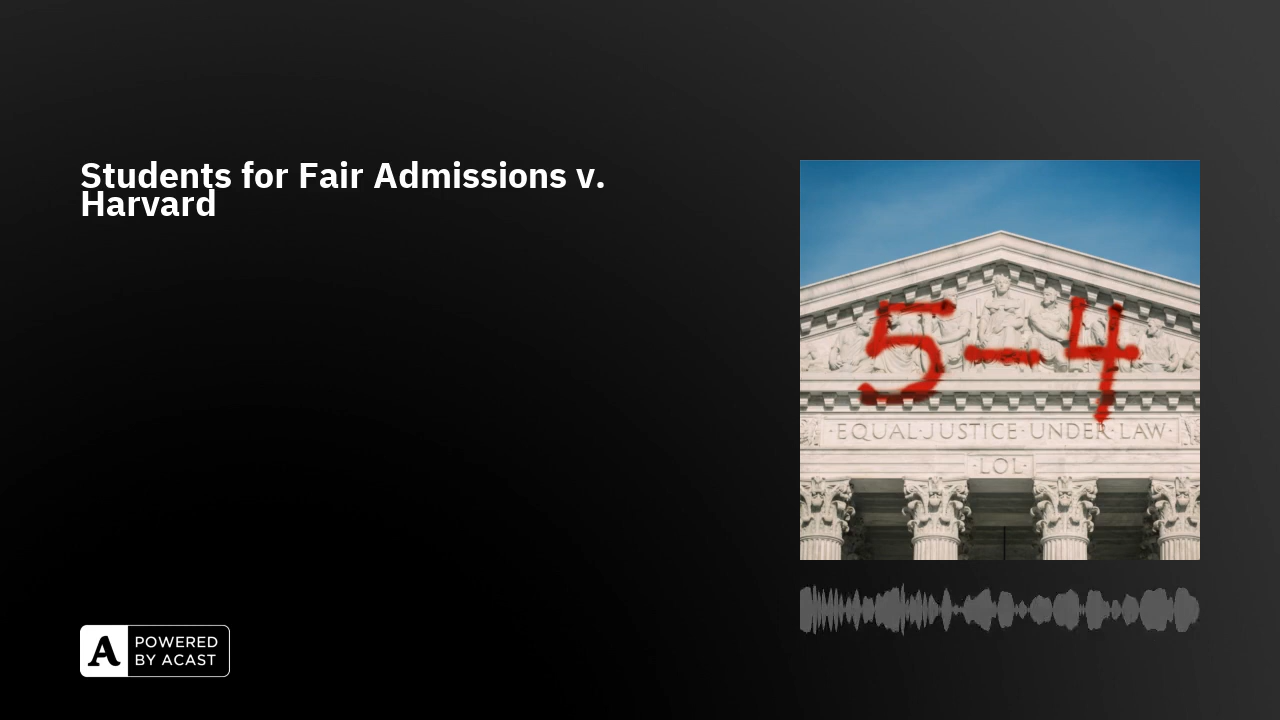 Students for Fair Admissions v.
Harvard
5-4
·EQUAL·JUSTICE·UNDER·LAW·
·LOL·
A POWERED
BY ACAST